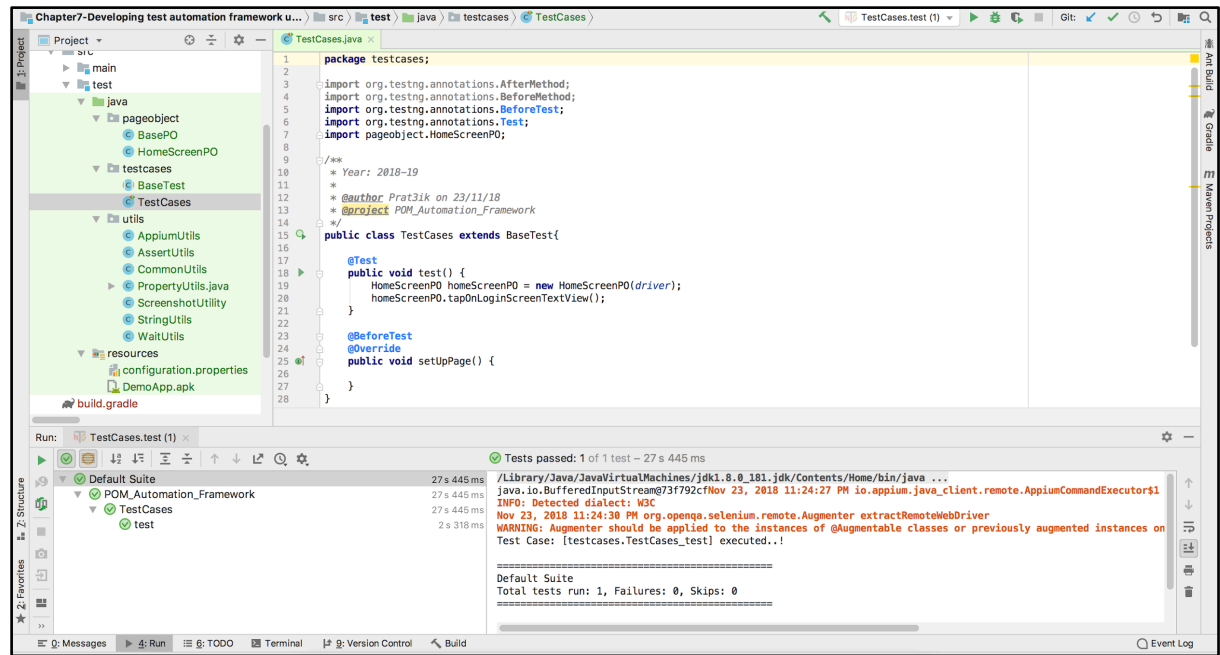 Chapter7-Developing test automation framework u... src test java testcases TestCases TestCases.test (1) Git:
Project
TestCases.java
src
main
test
java
pageobject
BasePO
HomeScreenPO
testcases
BaseTest
TestCases
utils
AppiumUtils
AssertUtils
CommonUtils
PropertyUtils.java
ScreenshotUtility
StringUtils
WaitUtils
resources
configuration.properties
DemoApp.apk
build.gradle
1 package testcases;
2
3 import org.testng.annotations.AfterMethod;
4 import org.testng.annotations.BeforeMethod;
5 import org.testng.annotations.BeforeTest;
6 import org.testng.annotations.Test;
7 import pageobject.HomeScreenPO;
8
9 /**
10 * Year: 2018-19
11 *
12 * @author Prat3ik on 23/11/18
13 * @project POM_Automation_Framework
14 */
15 public class TestCases extends BaseTest{
16
17 @Test
18 public void test() {
19 HomeScreenPO homeScreenPO = new HomeScreenPO(driver);
20 homeScreenPO.tapOnLoginScreenTextView();
21 }
22
23 @BeforeTest
24 @Override
25 public void setUpPage() {
26
27 }
28 }
1: Project
Z: Structure
2: Favorites
Ant Build
Gradle
m Maven Projects
Run: TestCases.test (1)
Tests passed: 1 of 1 test – 27 s 445 ms
Default Suite 27 s 445 ms
POM_Automation_Framework 27 s 445 ms
TestCases 27 s 445 ms
test 2 s 318 ms
/Library/Java/JavaVirtualMachines/jdk1.8.0_181.jdk/Contents/Home/bin/java ...
java.io.BufferedInputStream@73f792cfNov 23, 2018 11:24:27 PM io.appium.java_client.remote.AppiumCommandExecutor$1
INFO: Detected dialect: W3C
Nov 23, 2018 11:24:30 PM org.openqa.selenium.remote.Augmenter extractRemoteWebDriver
WARNING: Augmenter should be applied to the instances of @Augmentable classes or previously augmented instances on
Test Case: [testcases.TestCases_test] executed..!
===============================================
Default Suite
Total tests run: 1, Failures: 0, Skips: 0
===============================================
0: Messages 4: Run 6: TODO Terminal 9: Version Control Build Event Log